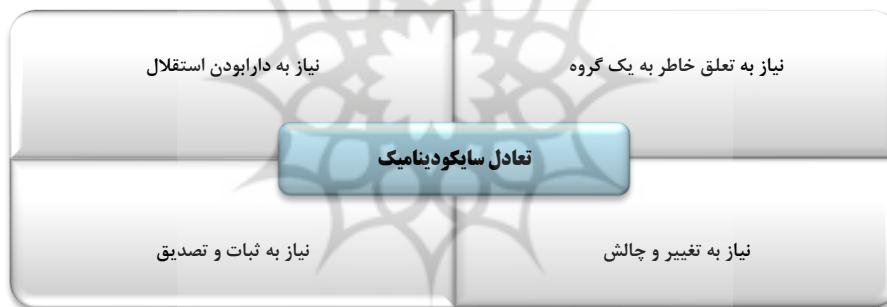 نیاز به تعلق خاطر به یک گروه
نیاز به دارابودن استقلال
تعادل سایکودینامیک
نیاز به تغییر و چالش
نیاز به ثبات و تصدیق